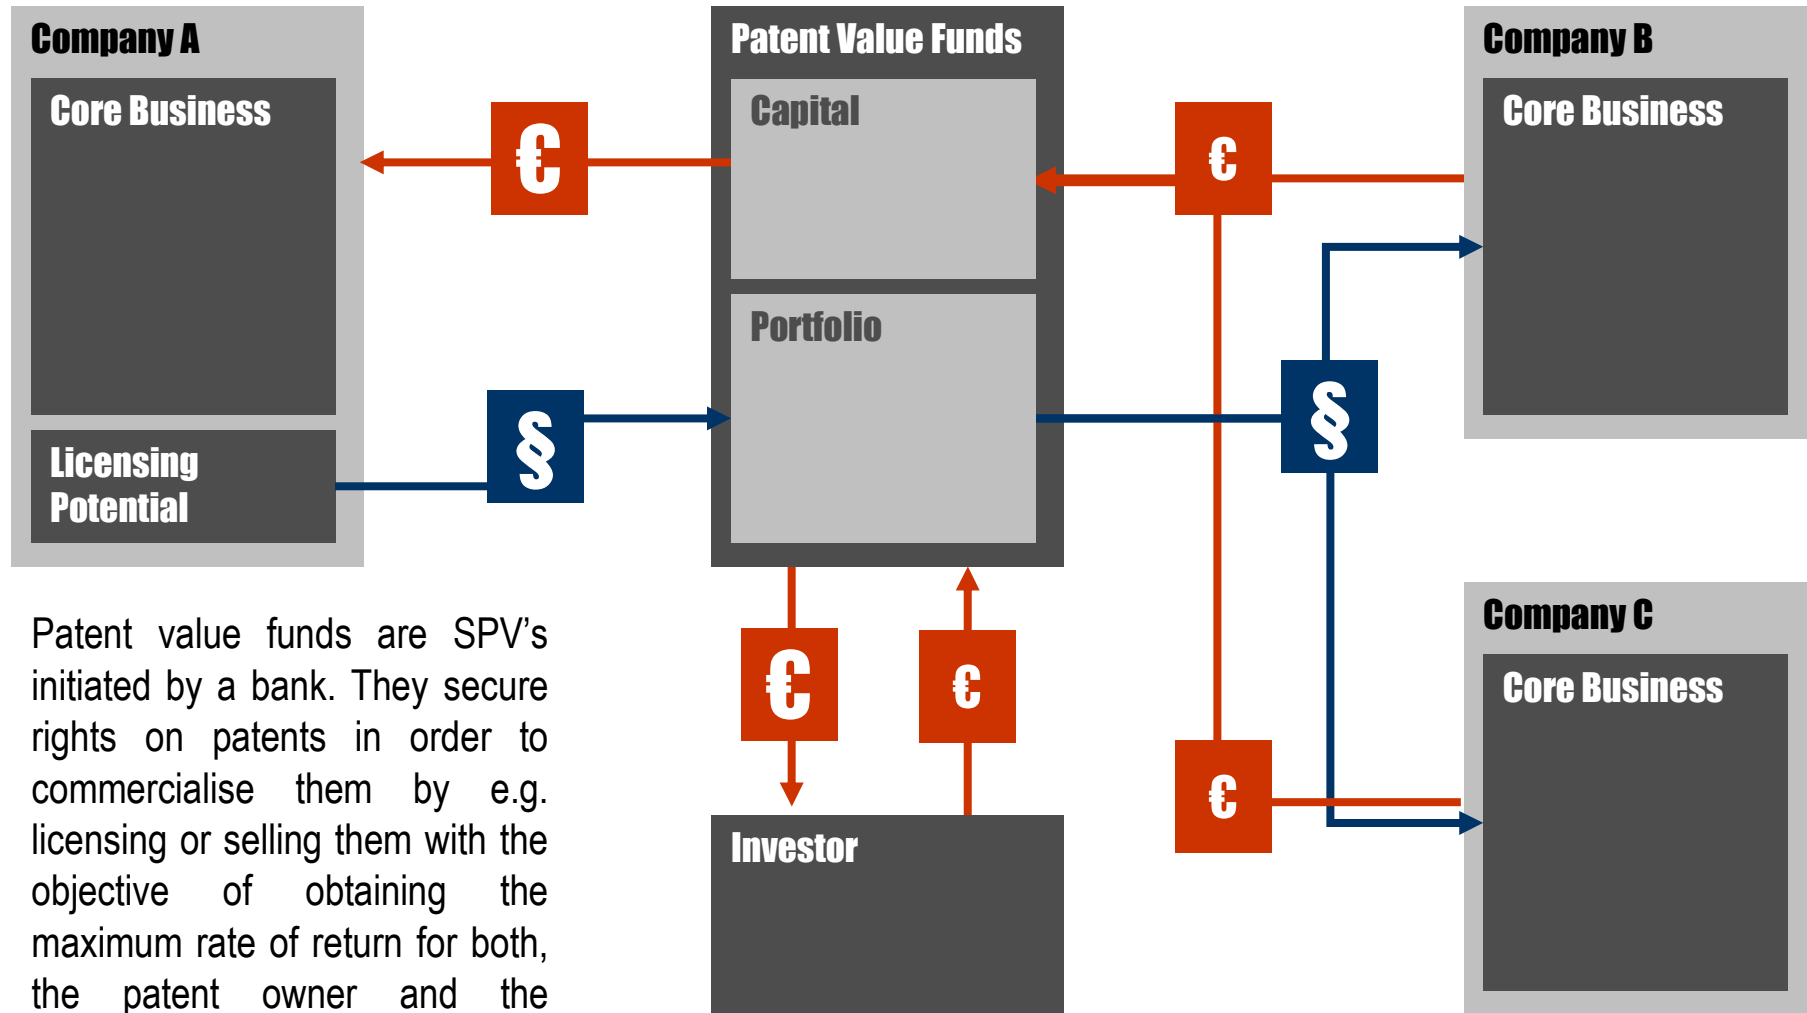 Company A
Core Business
€
Licensing
Potential
§
Patent Value Funds
Capital
Portfolio
€
§
Company B
Core Business
€
€
Investor
€
Company C
Core Business
Patent value funds are SPV’s
initiated by a bank. They secure
rights on patents in order to
commercialise them by e.g.
licensing or selling them with the
objective of obtaining the
maximum rate of return for both,
the patent owner and the